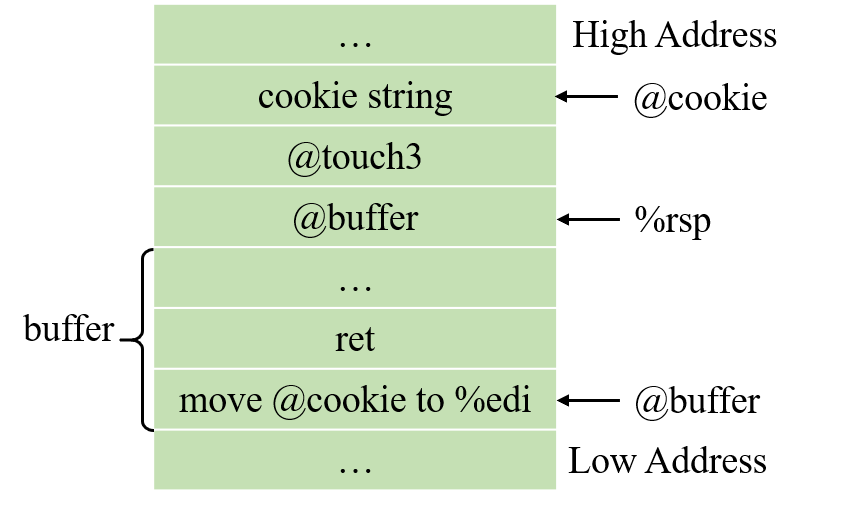 …
High Address
cookie string
@cookie
@touch3
@buffer
%rsp
…
buffer
ret
move @cookie to %edi
@buffer
…
Low Address